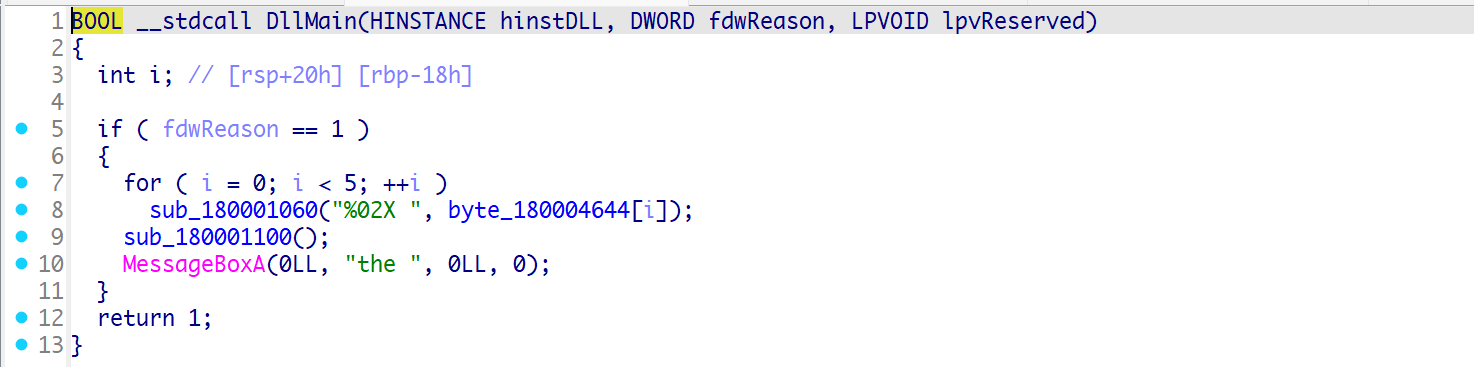 1 BOOL __stdcall DllMain(HINSTANCE hinstDLL, DWORD fdwReason, LPVOID lpvReserved)
2 {
3   int i; // [rsp+20h] [rbp-18h]
4
5   if ( fdwReason == 1 )
6   {
7     for ( i = 0; i < 5; ++i )
8       sub_180001060("%02X ", byte_180004644[i]);
9     sub_180001100();
10     MessageBoxA(0LL, "the ", 0LL, 0);
11   }
12   return 1;
13 }